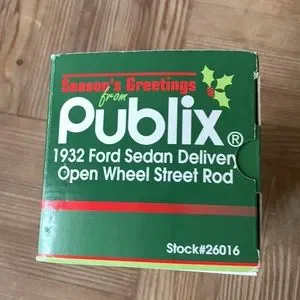 Season's Greetings
from
Publix®
1932 Ford Sedan Delivery
Open Wheel Street Rod
Stock#26016